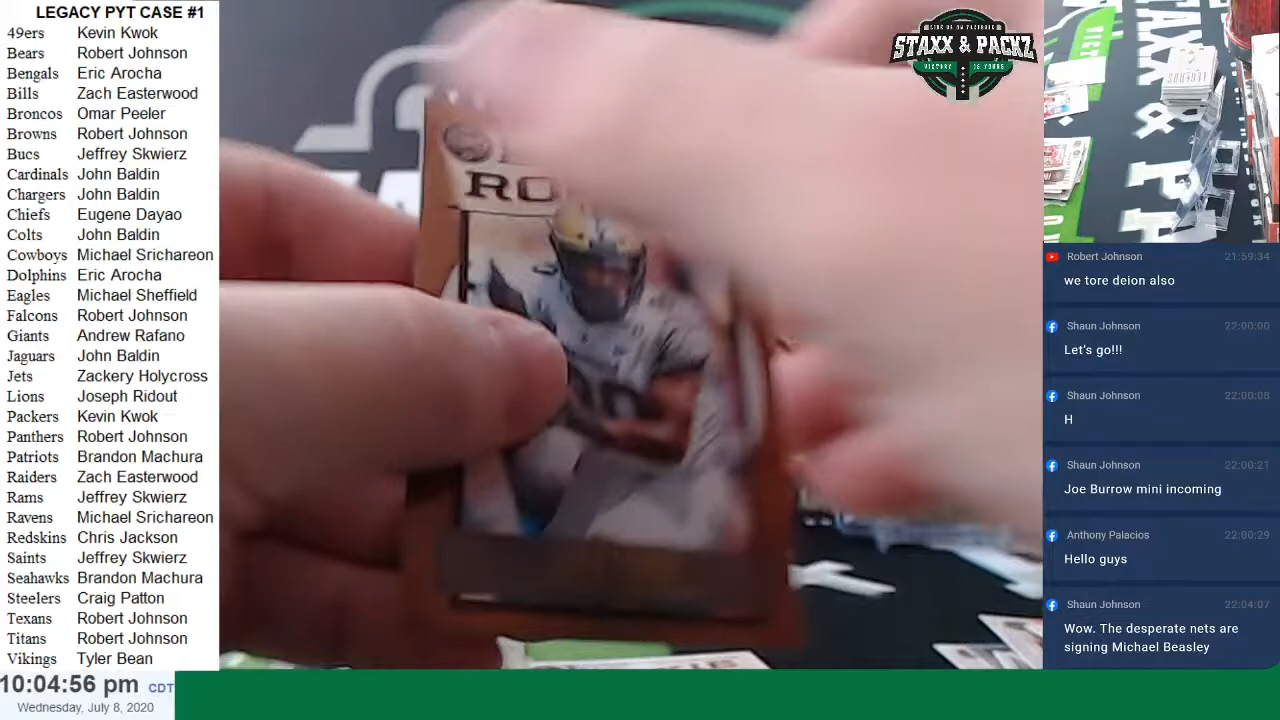 LEGACY PYT CASE #1
49ers Kevin Kwok
Bears Robert Johnson
Bengals Eric Arocha
Bills Zach Easterwood
Broncos Omar Peeler
Browns Robert Johnson
Bucs Jeffrey Skwierz
Cardinals John Baldin
Chargers John Baldin
Chiefs Eugene Dayao
Colts John Baldin
Cowboys Michael Srichareon
Dolphins Eric Arocha
Eagles Michael Sheffield
Falcons Robert Johnson
Giants Andrew Rafano
Jaguars John Baldin
Jets Zackery Holycross
Lions Joseph Ridout
Packers Kevin Kwok
Panthers Robert Johnson
Patriots Brandon Machura
Raiders Zach Easterwood
Rams Jeffrey Skwierz
Ravens Michael Srichareon
Redskins Chris Jackson
Saints Jeffrey Skwierz
Seahawks Brandon Machura
Steelers Craig Patton
Texans Robert Johnson
Titans Robert Johnson
Vikings Tyler Bean
10:04:56 pm CDT
Wednesday, July 8, 2020
RO
STAXX & PACKZ
VICTORY IS YOURS
Robert Johnson 21:59:34
we tore deion also
Shaun Johnson 22:00:00
Let's go!!!
Shaun Johnson 22:00:08
H
Shaun Johnson 22:00:21
Joe Burrow mini incoming
Anthony Palacios 22:00:29
Hello guys
Shaun Johnson 22:04:07
Wow. The desperate nets are
signing Michael Beasley